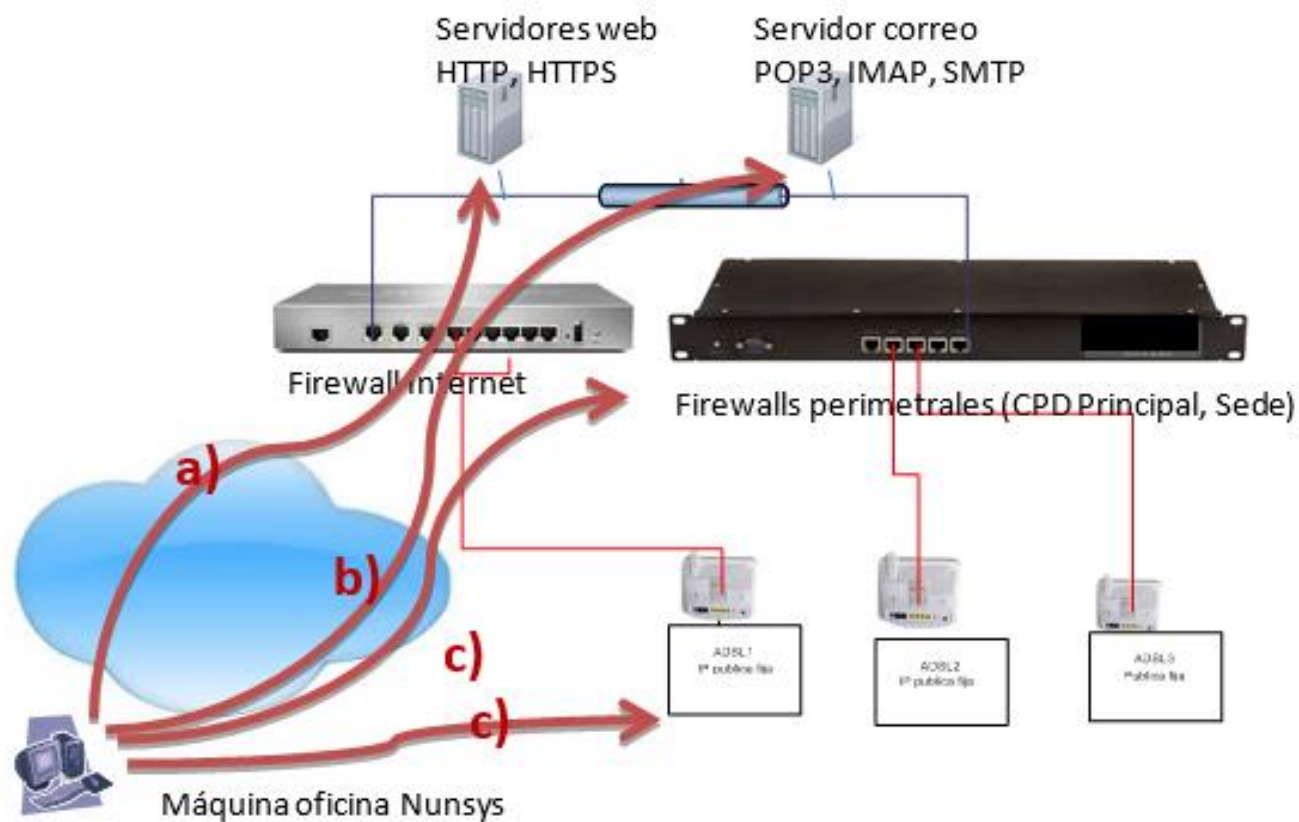 Servidores web
HTTP, HTTPS
Servidor correo
POP3, IMAP, SMTP
Firewall Internet
Firewalls perimetrales (CPD Principal, Sede)
a)
b)
c)
c)
ADSL1
IP publica fija
ADSL2
IP publica fija
ADSL3
Publica fija
Máquina oficina Nunsys